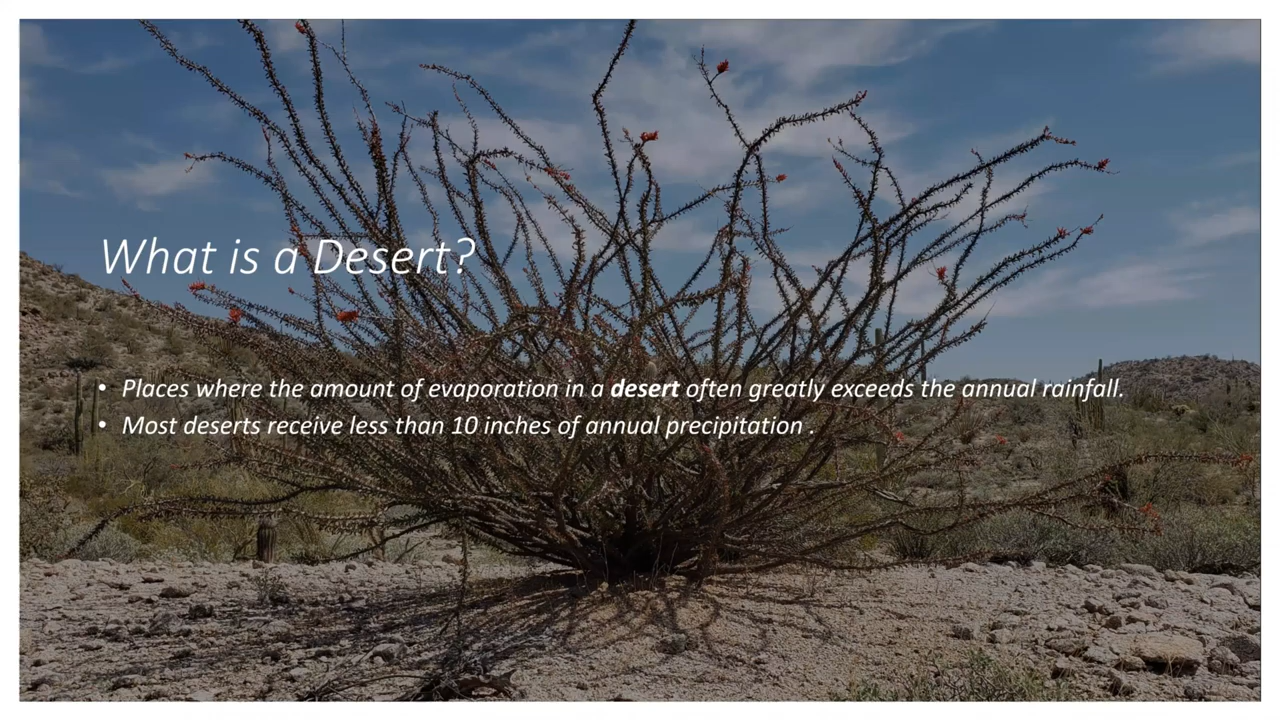 What is a Desert?
• Places where the amount of evaporation in a desert often greatly exceeds the annual rainfall.
• Most deserts receive less than 10 inches of annual precipitation .